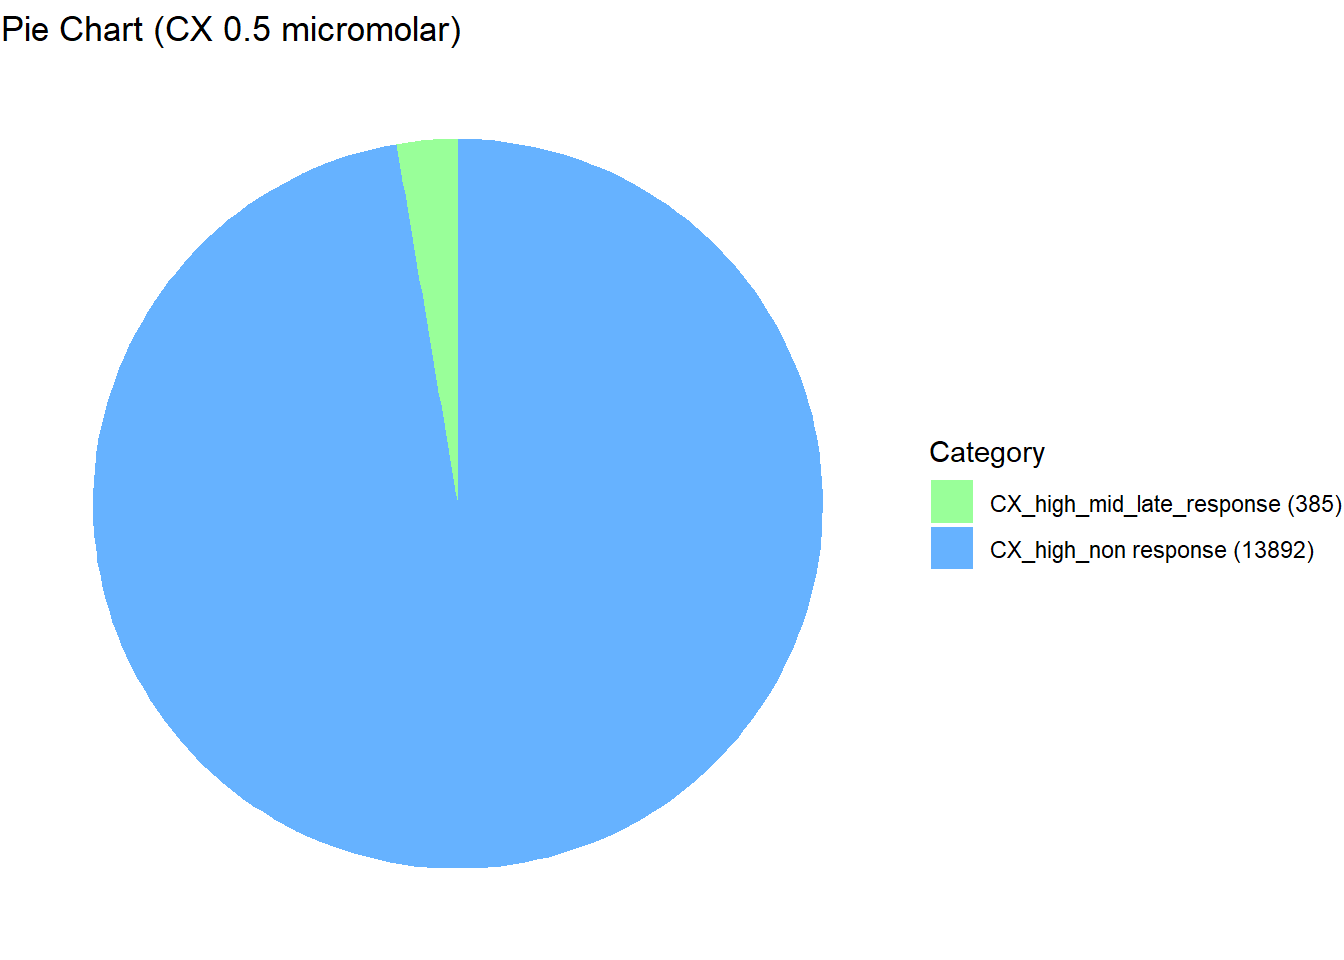 Pie Chart (CX 0.5 micromolar)
Category
CX_high_mid_late_response (385)
CX_high_non response (13892)